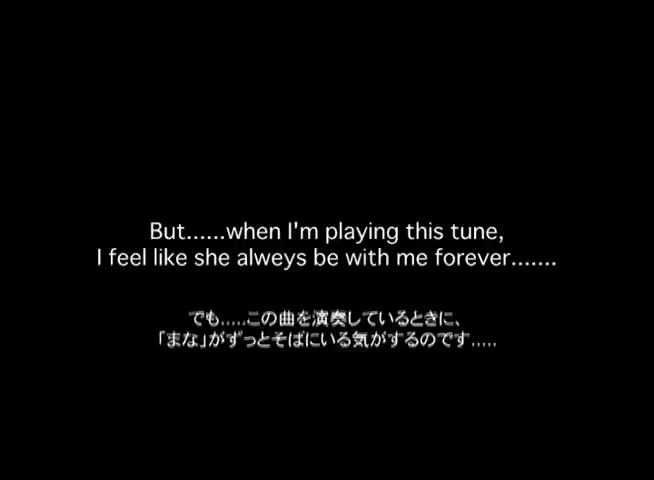 But......when I'm playing this tune,
I feel like she alweys be with me forever.......
でも.....この曲を演奏しているときに、
「まな」がずっとそばにいる気がするのです.....